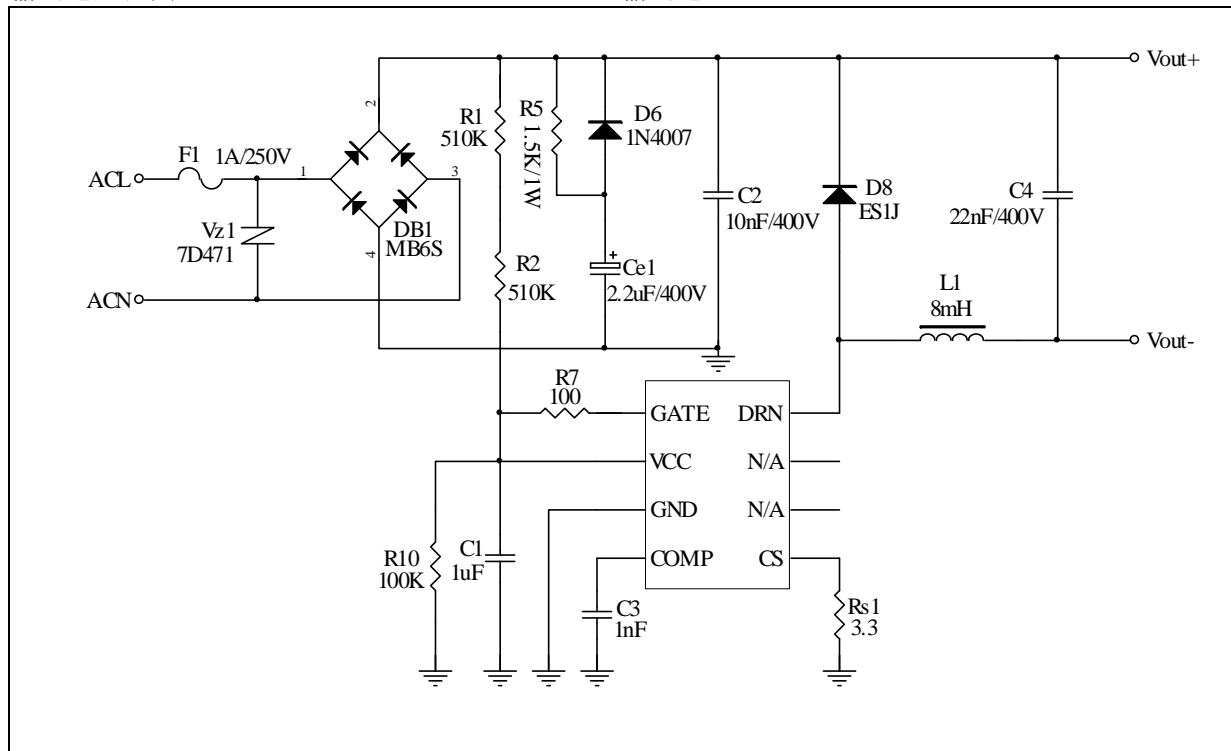 Vout+
2
R1
510K
R5
1.5K/1W
D6
1N4007
F1
1A/250V
1
3
ACL
C2
10nF/400V
D8
ES1J
C4
22nF/400V
Vz1
7D471
DB1
MB6S
4
R2
510K
+
Ce1
2.2uF/400V
ACN
L1
8mH
Vout-
R7
100
GATE
DRN
VCC
N/A
GND
N/A
COMP
CS
R10
100K
C1
1uF
C3
1nF
Rs1
3.3